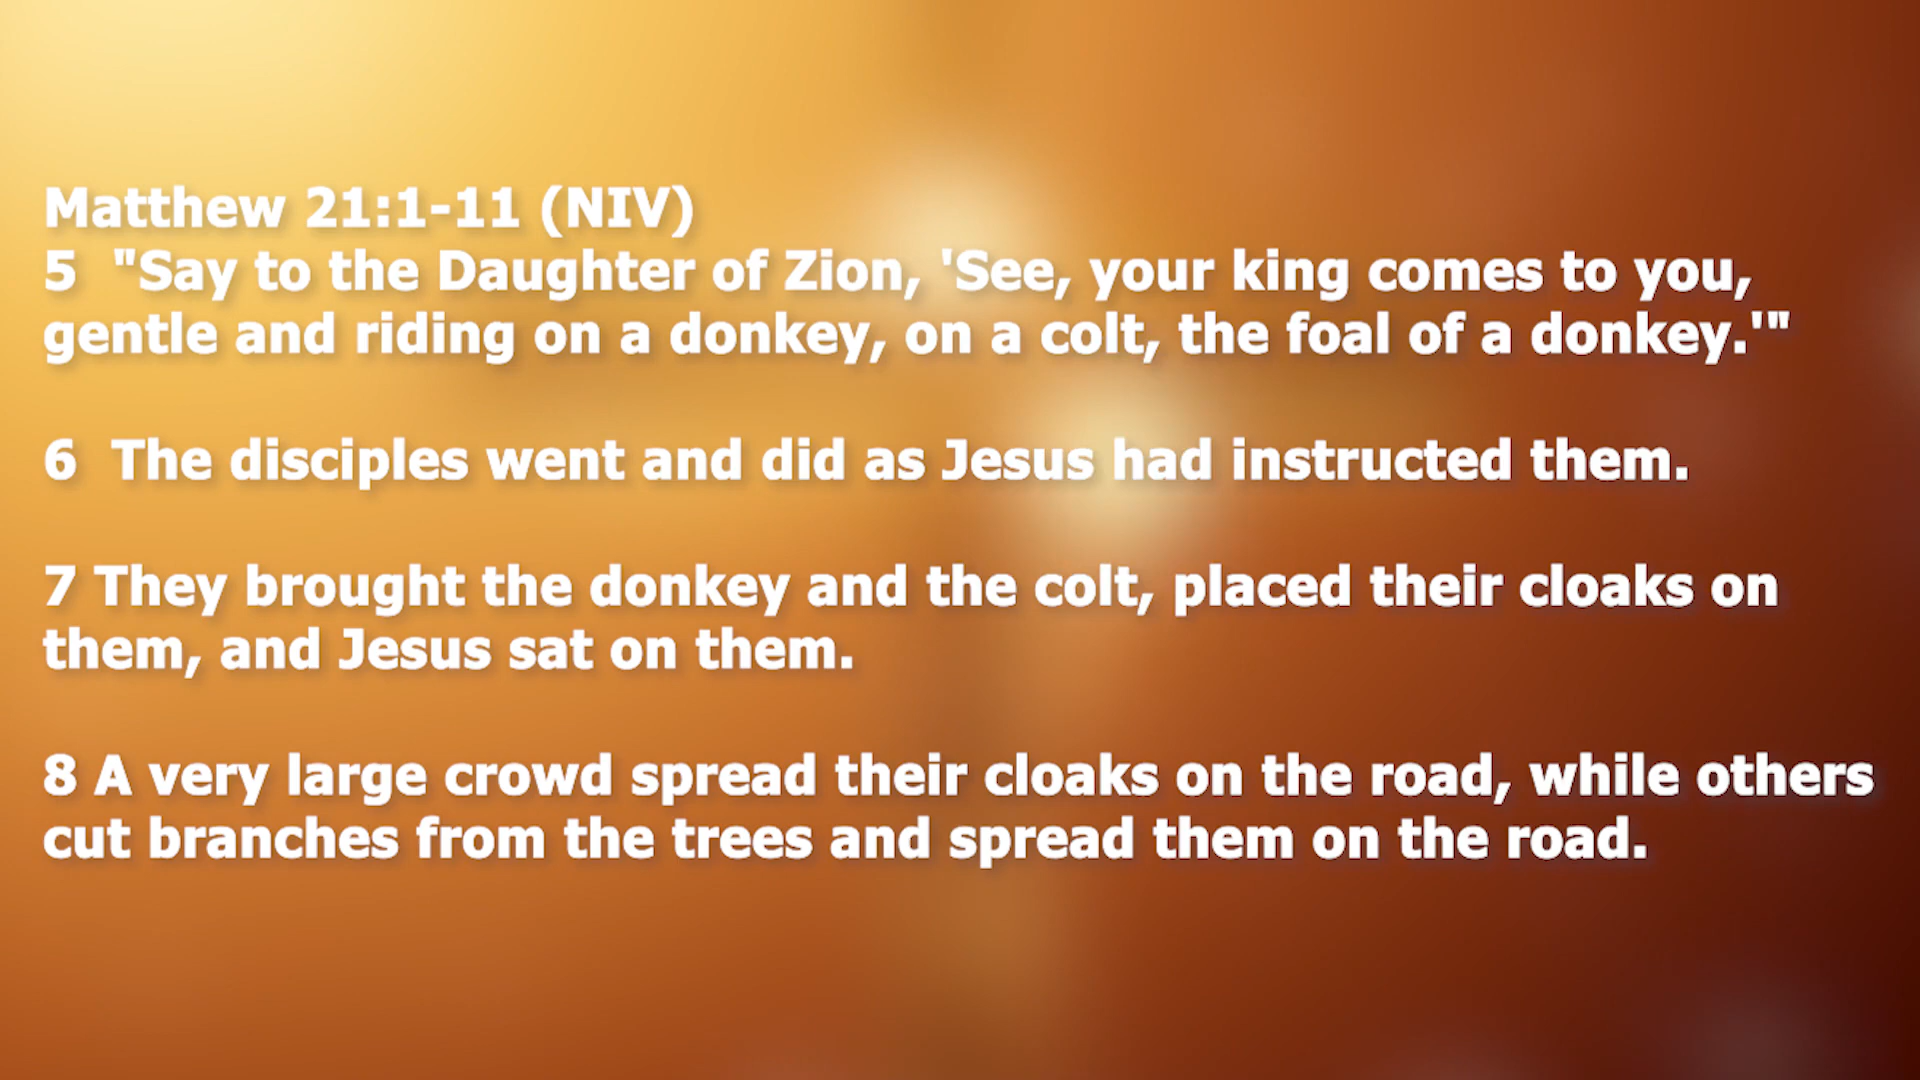 Matthew 21:1-11 (NIV)
5  "Say to the Daughter of Zion, 'See, your king comes to you,
gentle and riding on a donkey, on a colt, the foal of a donkey.'"
6  The disciples went and did as Jesus had instructed them.
7 They brought the donkey and the colt, placed their cloaks on
them, and Jesus sat on them.
8 A very large crowd spread their cloaks on the road, while others
cut branches from the trees and spread them on the road.